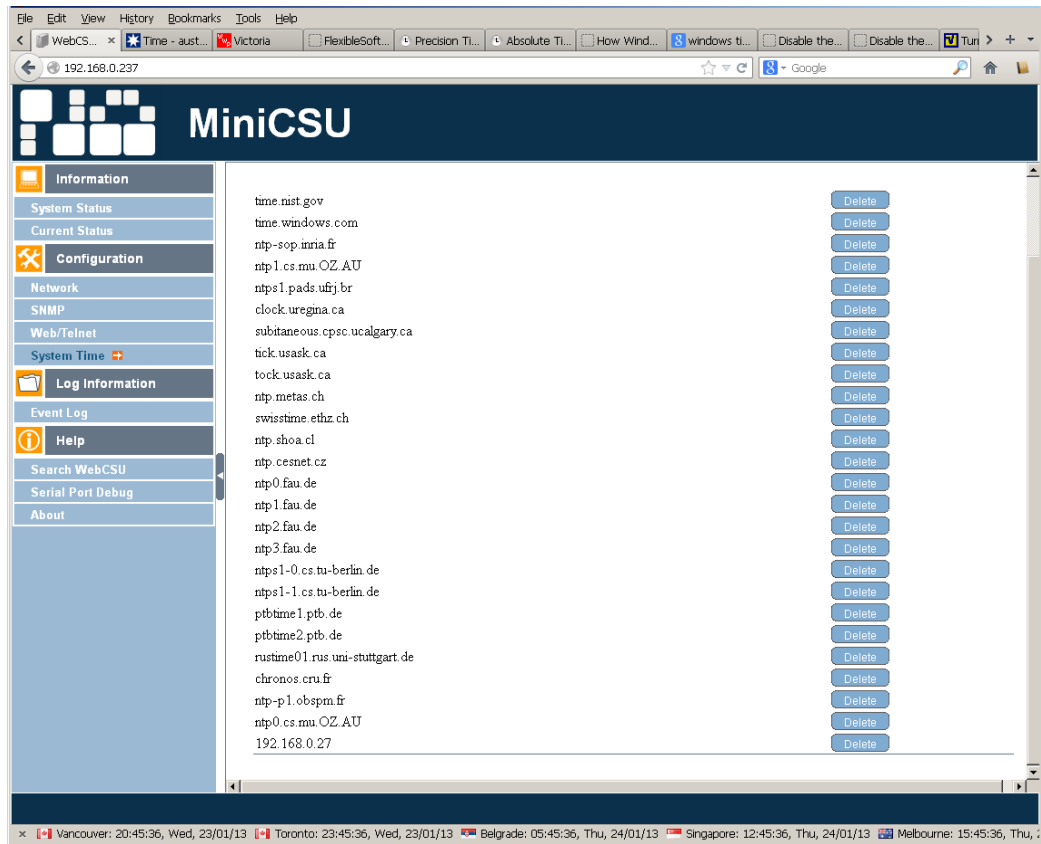 File Edit View History Bookmarks Tools Help
WebCS... × Time - aust... Victoria FlexibleSoft... Precision Ti... Absolute Ti... How Wind... windows ti... Disable the... Disable the... Turi
192.168.0.237 Google
MiniCSU
Information
System Status
Current Status
Configuration
Network
SNMP
Web/Telnet
System Time
Log Information
Event Log
Help
Search WebCSU
Serial Port Debug
About
time.nist.gov Delete
time.windows.com Delete
ntp-sop.inria.fr Delete
ntp1.cs.mu.OZ.AU Delete
ntps1.pads.ufrj.br Delete
clock.uregina.ca Delete
subitaneous.cpsc.ucalgary.ca Delete
tick.usask.ca Delete
tock.usask.ca Delete
ntp.metas.ch Delete
swisstime.ethz.ch Delete
ntp.shoa.cl Delete
ntp.cesnet.cz Delete
ntp0.fau.de Delete
ntp1.fau.de Delete
ntp2.fau.de Delete
ntp3.fau.de Delete
ntps1-0.cs.tu-berlin.de Delete
ntps1-1.cs.tu-berlin.de Delete
ptbtime1.ptb.de Delete
ptbtime2.ptb.de Delete
rustime01.rus.uni-stuttgart.de Delete
chronos.cru.fr Delete
ntp-p1.obspm.fr Delete
ntp0.cs.mu.OZ.AU Delete
192.168.0.27 Delete
× Vancouver: 20:45:36, Wed, 23/01/13 Toronto: 23:45:36, Wed, 23/01/13 Belgrade: 05:45:36, Thu, 24/01/13 Singapore: 12:45:36, Thu, 24/01/13 Melbourne: 15:45:36, Thu,